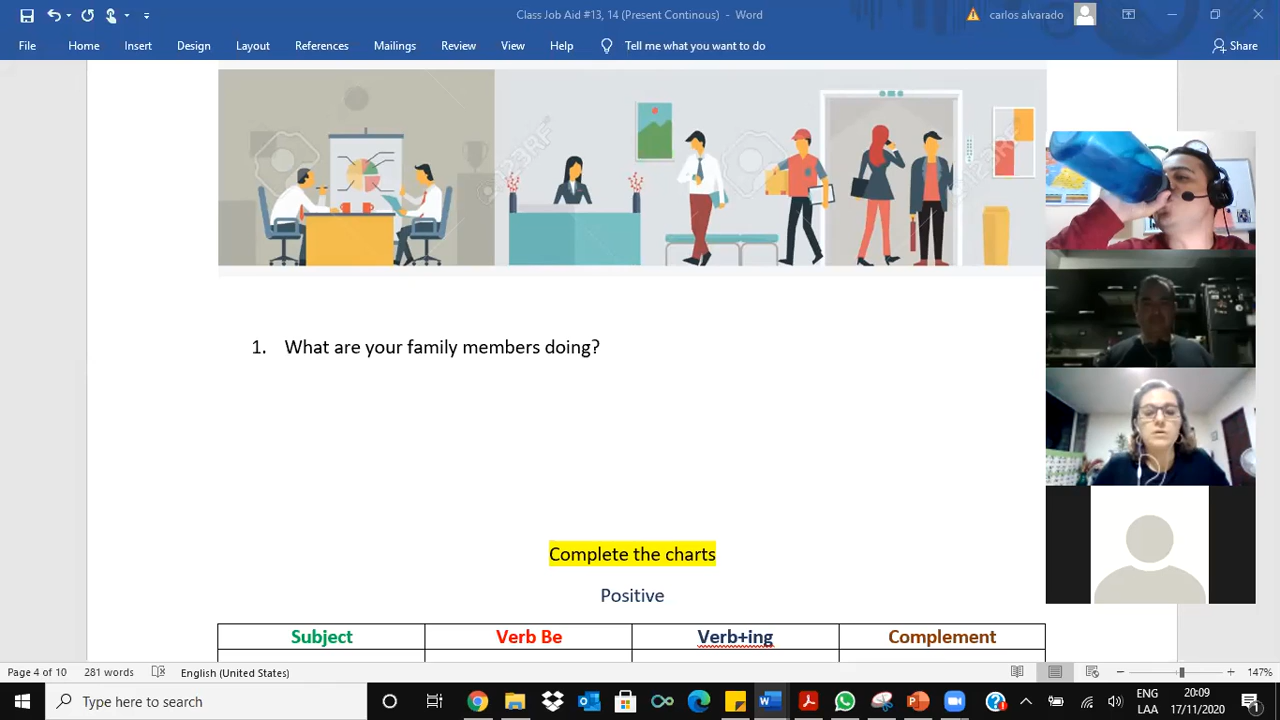 Class Job Aid #13, 14 (Present Continous) - Word
carlos alvarado
File Home Insert Design Layout References Mailings Review View Help Tell me what you want to do Share
123RF
1. What are your family members doing?
Complete the charts
Positive
Subject Verb Be Verb+ing Complement
Page 4 of 10 281 words English (United States) 147%
Type here to search
ENG 20:09
LAA 17/11/2020